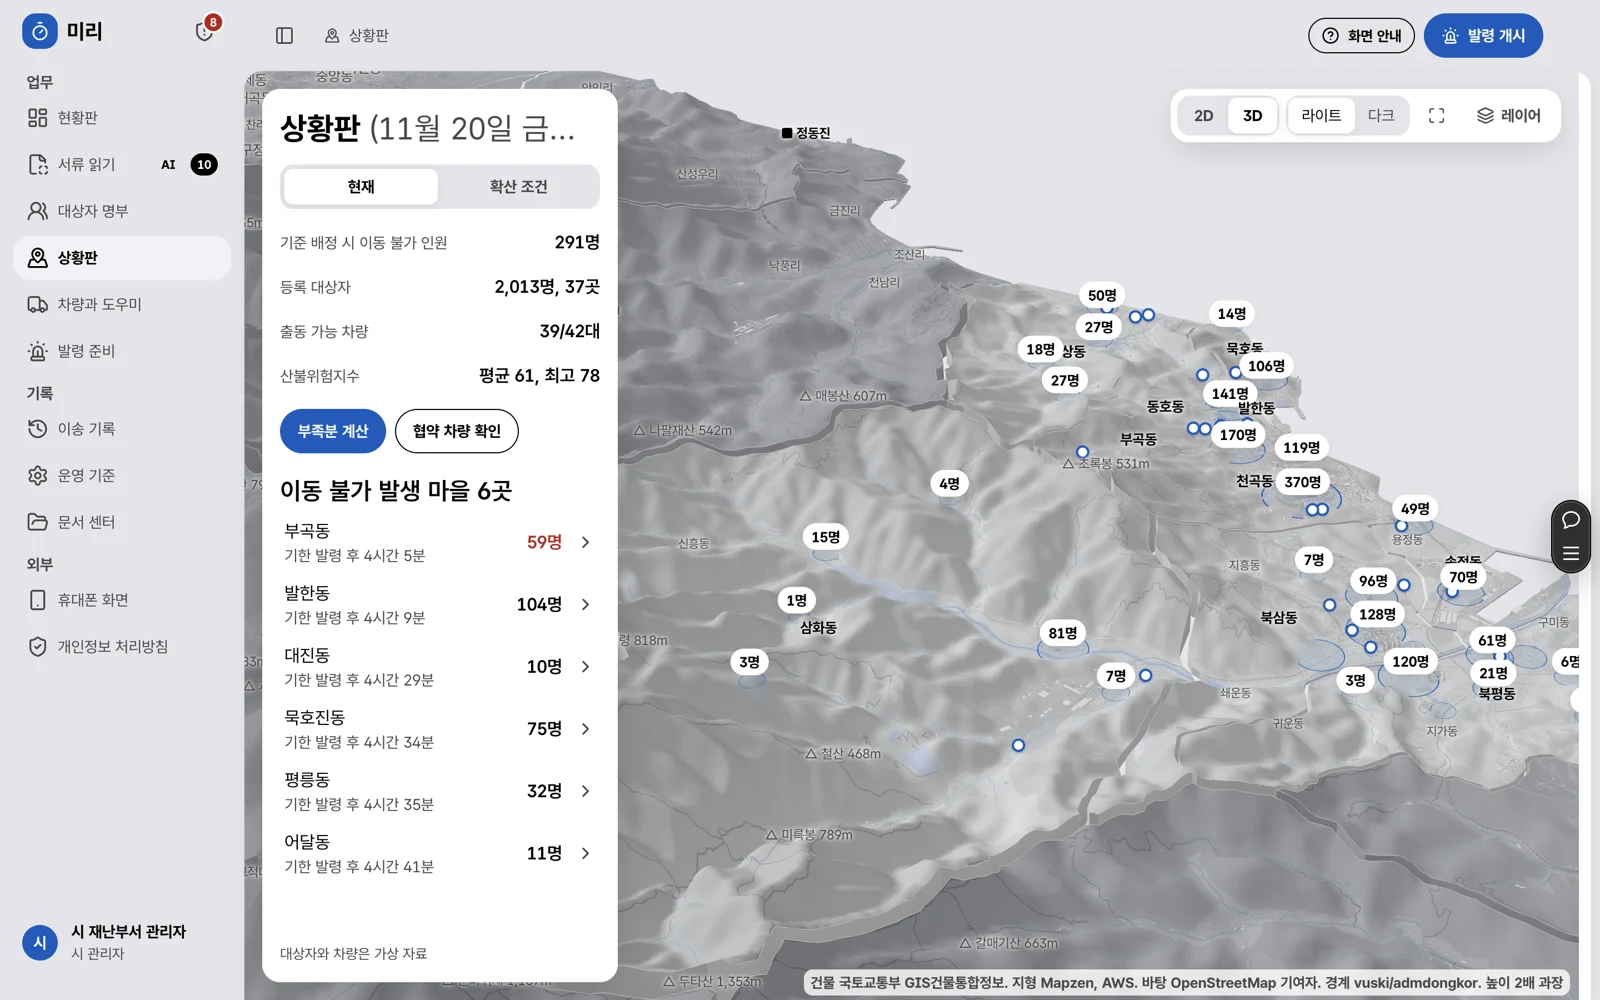 미리
8
업무
현황판
서류 읽기 AI 10
대상자 명부
상황판
차량과 도우미
발령 준비
기록
이송 기록
운영 기준
문서 센터
외부
휴대폰 화면
개인정보 처리방침
시
시 재난부서 관리자
시 관리자
상황판
화면 안내
발령 개시
상황판 (11월 20일 금...
현재
확산 조건
기준 배정 시 이동 불가 인원 291명
등록 대상자 2,013명, 37곳
출동 가능 차량 39/42대
산불위험지수 평균 61, 최고 78
부족분 계산
협약 차량 확인
이동 불가 발생 마을 6곳
부곡동
기한 발령 후 4시간 5분
59명
발한동
기한 발령 후 4시간 9분
104명
대진동
기한 발령 후 4시간 29분
10명
묵호진동
기한 발령 후 4시간 34분
75명
평릉동
기한 발령 후 4시간 35분
32명
어달동
기한 발령 후 4시간 41분
11명
대상자와 차량은 가상 자료
2D 3D 라이트 다크 레이어
중앙동
정동진
산성우리
금진리
조산리
낙풍리
천남리
50명
27명
14명
18명
상동
묵호동
106명
27명
141명
매봉산 607m
동호동
발한동
나팔재산 542m
부곡동
170명
119명
초록봉 531m
4명
천곡동
370명
49명
15명
신흥동
용정동
7명
지흥동
96명
70명
1명
128명
북삼동
삼화동
구미동
81명
61명
818m
3명
120명
6명
7명
3명
21명
북평동
쇄운동
귀운동
지가동
철산 468m
미륵봉 789m
갈매기산 663m
두타산 1,353m
건물 국토교통부 GIS건물통합정보. 지형 Mapzen, AWS. 바탕 OpenStreetMap 기여자. 경계 vuski/admdongkor. 높이 2배 과장